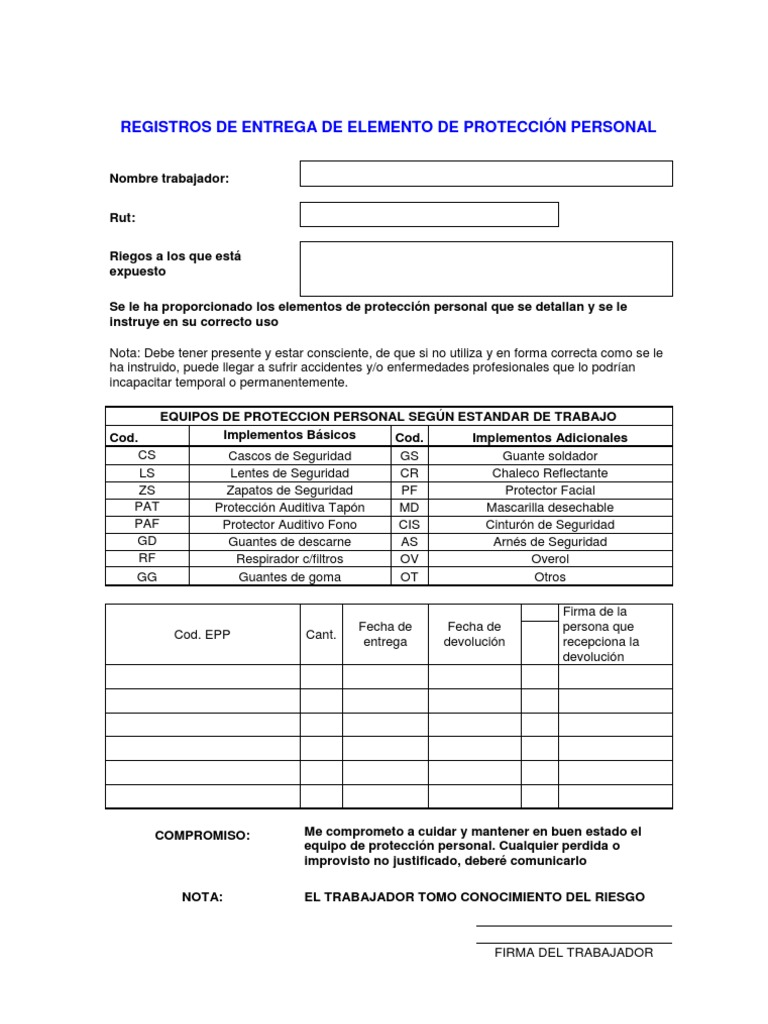 REGISTROS DE ENTREGA DE ELEMENTO DE PROTECCIÓN PERSONAL
Nombre trabajador:
Rut:
Riegos a los que está
expuesto
Se le ha proporcionado los elementos de protección personal que se detallan y se le
instruye en su correcto uso
Nota: Debe tener presente y estar consciente, de que si no utiliza y en forma correcta como se le
ha instruido, puede llegar a sufrir accidentes y/o enfermedades profesionales que lo podrían
incapacitar temporal o permanentemente.
EQUIPOS DE PROTECCION PERSONAL SEGÚN ESTANDAR DE TRABAJO
Cod. Implementos Básicos Cod. Implementos Adicionales
CS Cascos de Seguridad GS Guante soldador
LS Lentes de Seguridad CR Chaleco Reflectante
ZS Zapatos de Seguridad PF Protector Facial
PAT Protección Auditiva Tapón MD Mascarilla desechable
PAF Protector Auditivo Fono CIS Cinturón de Seguridad
GD Guantes de descarne AS Arnés de Seguridad
RF Respirador c/filtros OV Overol
GG Guantes de goma OT Otros
Cod. EPP
Cant.
Fecha de
entrega
Fecha de
devolución
Firma de la
persona que
recepciona la
devolución
COMPROMISO:
Me comprometo a cuidar y mantener en buen estado el
equipo de protección personal. Cualquier perdida o
improvisto no justificado, deberé comunicarlo
NOTA: EL TRABAJADOR TOMO CONOCIMIENTO DEL RIESGO
FIRMA DEL TRABAJADOR